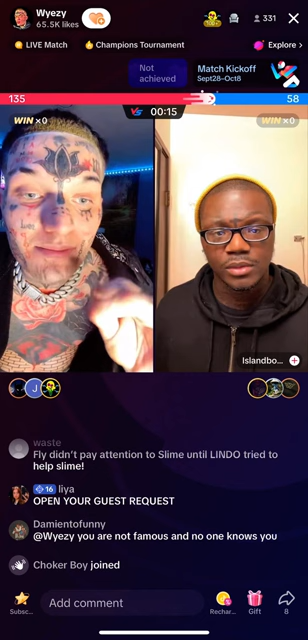 Wyezy
65.5K likes
331
LIVE Match
Champions Tournament
Explore >
Not
achieved
Match Kickoff
Sept28–Oct8
135
58
WIN x0
VS 00:15
WIN x0
Islandbo...
J
waste
Fly didn't pay attention to Slime until LINDO tried to
help slime!
16 liya
OPEN YOUR GUEST REQUEST
Damientofunny
@Wyezy you are not famous and no one knows you
Choker Boy joined
Add comment
Subsc...
Rechar...
Gift
8